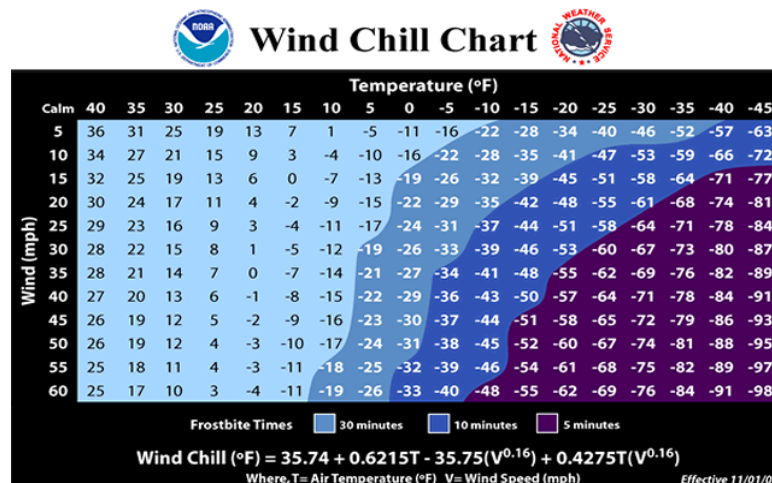 NOAA Wind Chill Chart NATIONAL WEATHER SERVICE
Temperature (ºF)
Calm 40 35 30 25 20 15 10 5 0 -5 -10 -15 -20 -25 -30 -35 -40 -45
5 36 31 25 19 13 7 1 -5 -11 -16 -22 -28 -34 -40 -46 -52 -57 -63
10 34 27 21 15 9 3 -4 -10 -16 -22 -28 -35 -41 -47 -53 -59 -66 -72
15 32 25 19 13 6 0 -7 -13 -19 -26 -32 -39 -45 -51 -58 -64 -71 -77
20 30 24 17 11 4 -2 -9 -15 -22 -29 -35 -42 -48 -55 -61 -68 -74 -81
25 29 23 16 9 3 -4 -11 -17 -24 -31 -37 -44 -51 -58 -64 -71 -78 -84
30 28 22 15 8 1 -5 -12 -19 -26 -33 -39 -46 -53 -60 -67 -73 -80 -87
35 28 21 14 7 0 -7 -14 -21 -27 -34 -41 -48 -55 -62 -69 -76 -82 -89
40 27 20 13 6 -1 -8 -15 -22 -29 -36 -43 -50 -57 -64 -71 -78 -84 -91
45 26 19 12 5 -2 -9 -16 -23 -30 -37 -44 -51 -58 -65 -72 -79 -86 -93
50 26 19 12 4 -3 -10 -17 -24 -31 -38 -45 -52 -60 -67 -74 -81 -88 -95
55 25 18 11 4 -3 -11 -18 -25 -32 -39 -46 -54 -61 -68 -75 -82 -89 -97
60 25 17 10 3 -4 -11 -19 -26 -33 -40 -48 -55 -62 -69 -76 -84 -91 -98
Wind (mph)
Frostbite Times 30 minutes 10 minutes 5 minutes
Wind Chill (ºF) = 35.74 + 0.6215T - 35.75(V^0.16) + 0.4275T(V^0.16)
Where, T= Air Temperature (ºF) V= Wind Speed (mph) Effective 11/01/0